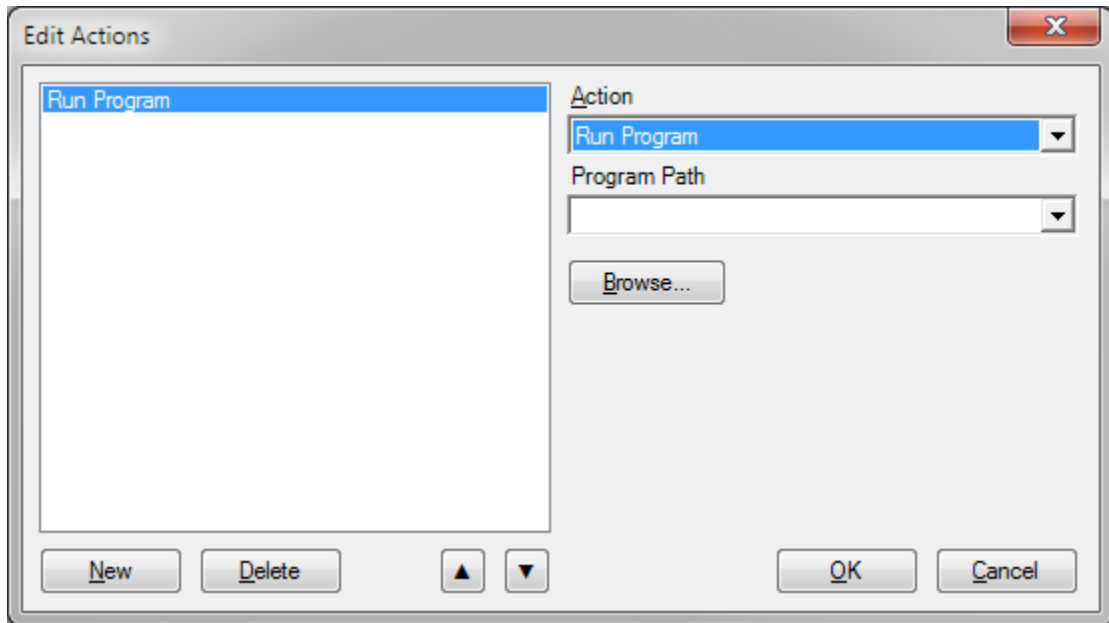 Edit Actions
Run Program
Action
Run Program
Program Path
Browse...
New
Delete
OK
Cancel